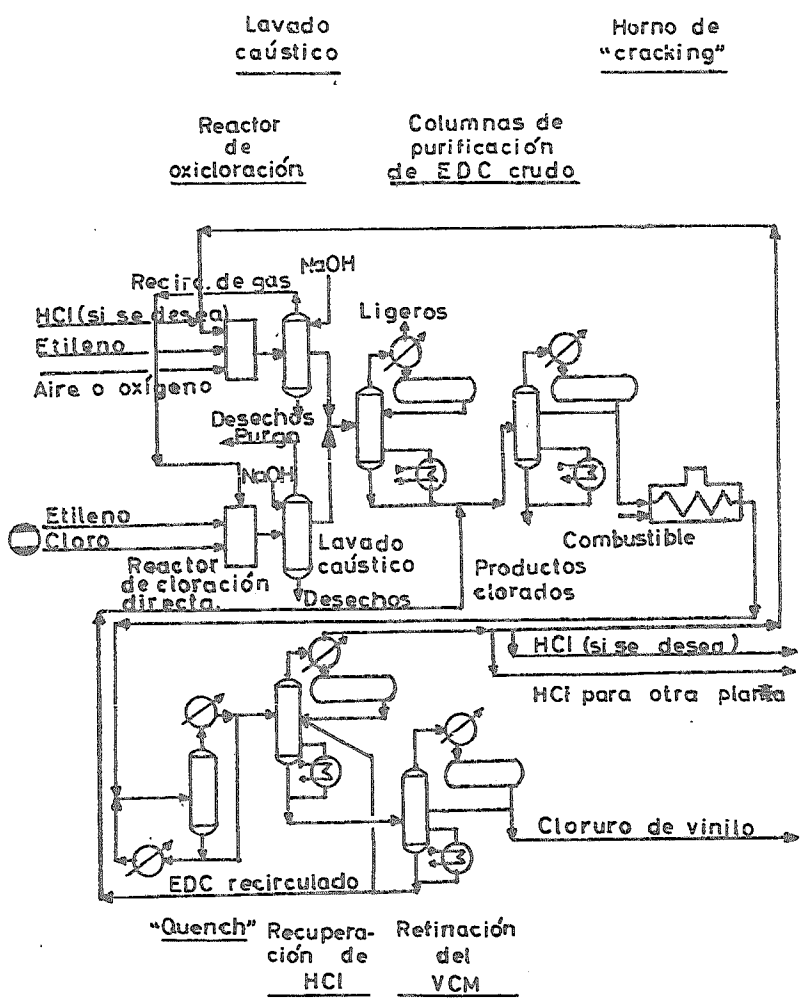 Lavado
caústico
Horno de
"cracking"
Reactor
de
oxicloración
Columnas de
purificación
de EDC crudo
NaOH
Recirc. de gas
HCl (si se desea)
Ligeros
Etileno
Aire o oxígeno
Desechos
Purga
NaOH
Etileno
Cloro
Combustible
Lavado
caústico
Reactor
de cloración
directa.
Productos
clorados
Desechos
HCl (si se desea)
HCl para otra planta
Cloruro de vinilo
EDC recirculado
"Quench"
Recupera-
ción de
HCl
Refinación
del
VCM